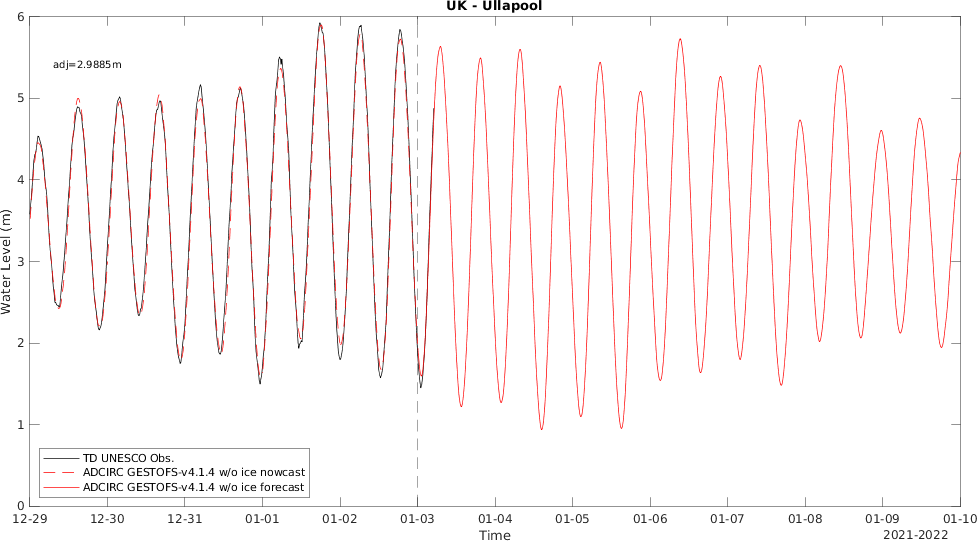 UK - Ullapool
adj=2.9885m
Water Level (m)
6
5
4
3
2
1
0
TD UNESCO Obs.
ADCIRC GESTOFS-v4.1.4 w/o ice nowcast
ADCIRC GESTOFS-v4.1.4 w/o ice forecast
12-29 12-30 12-31 01-01 01-02 01-03 01-04 01-05 01-06 01-07 01-08 01-09 01-10
Time
2021-2022